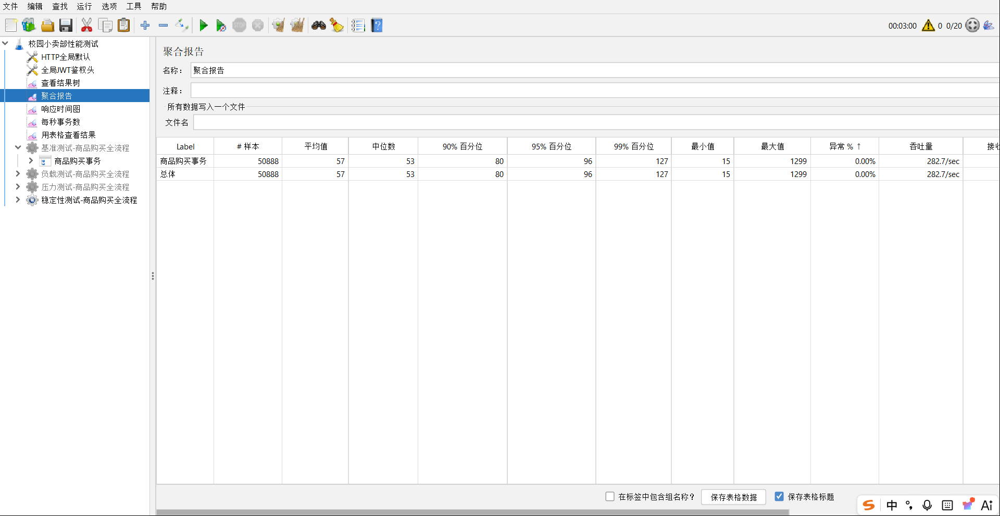 文件 编辑 查找 运行 选项 工具 帮助
STOP 00:03:00 0 0/20
校园小卖部性能测试
HTTP全局默认
全局JWT鉴权头
查看结果树
聚合报告
响应时间图
每秒事务数
用表格查看结果
基准测试-商品购买全流程
商品购买事务
负载测试-商品购买全流程
压力测试-商品购买全流程
稳定性测试-商品购买全流程
聚合报告
名称： 聚合报告
注释：
所有数据写入一个文件
文件名
Label # 样本 平均值 中位数 90% 百分位 95% 百分位 99% 百分位 最小值 最大值 异常 % ↑ 吞吐量 接收
商品购买事务 50888 57 53 80 96 127 15 1299 0.00% 282.7/sec
总体 50888 57 53 80 96 127 15 1299 0.00% 282.7/sec
在标签中包含组名称？ 保存表格数据 保存表格标题
S 中 °, Ai